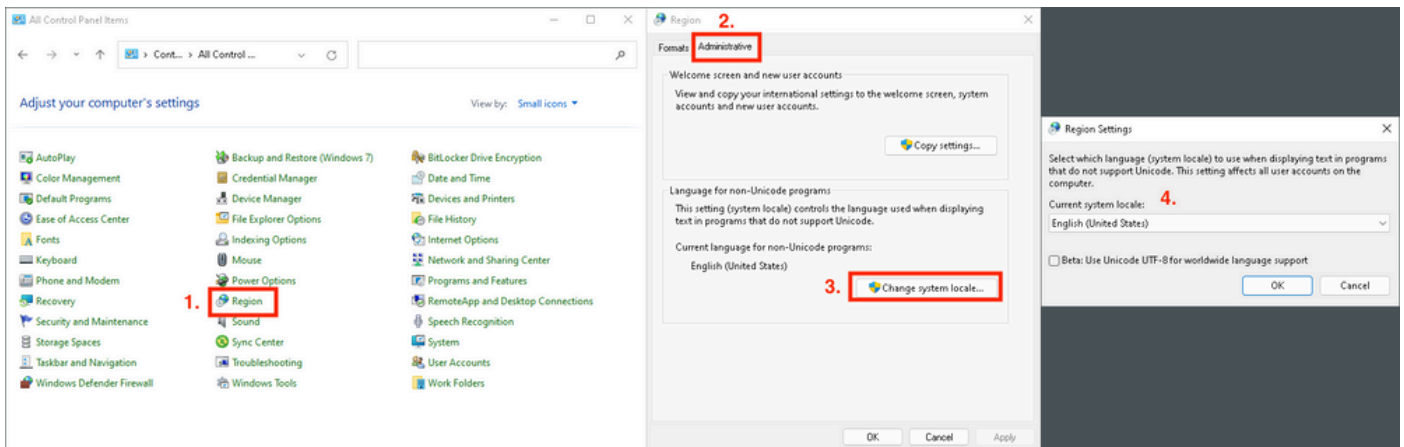 All Control Panel Items
Cont... > All Control ...
Adjust your computer's settings
View by: Small icons
AutoPlay
Backup and Restore (Windows 7)
BitLocker Drive Encryption
Color Management
Credential Manager
Date and Time
Default Programs
Device Manager
Devices and Printers
Ease of Access Center
File Explorer Options
File History
Fonts
Indexing Options
Internet Options
Keyboard
Mouse
Network and Sharing Center
Phone and Modem
Power Options
Programs and Features
Recovery
1.
Region
RemoteApp and Desktop Connections
Security and Maintenance
Sound
Speech Recognition
Storage Spaces
Sync Center
System
Taskbar and Navigation
Troubleshooting
User Accounts
Windows Defender Firewall
Windows Tools
Work Folders
Region
2.
Formats
Administrative
Welcome screen and new user accounts
View and copy your international settings to the welcome screen, system
accounts and new user accounts.
Copy settings...
Language for non-Unicode programs
This setting (system locale) controls the language used when displaying
text in programs that do not support Unicode.
Current language for non-Unicode programs:
English (United States)
3.
Change system locale...
OK
Cancel
Apply
Region Settings
Select which language (system locale) to use when displaying text in programs
that do not support Unicode. This setting affects all user accounts on the
computer.
4.
Current system locale:
English (United States)
Beta: Use Unicode UTF-8 for worldwide language support
OK
Cancel